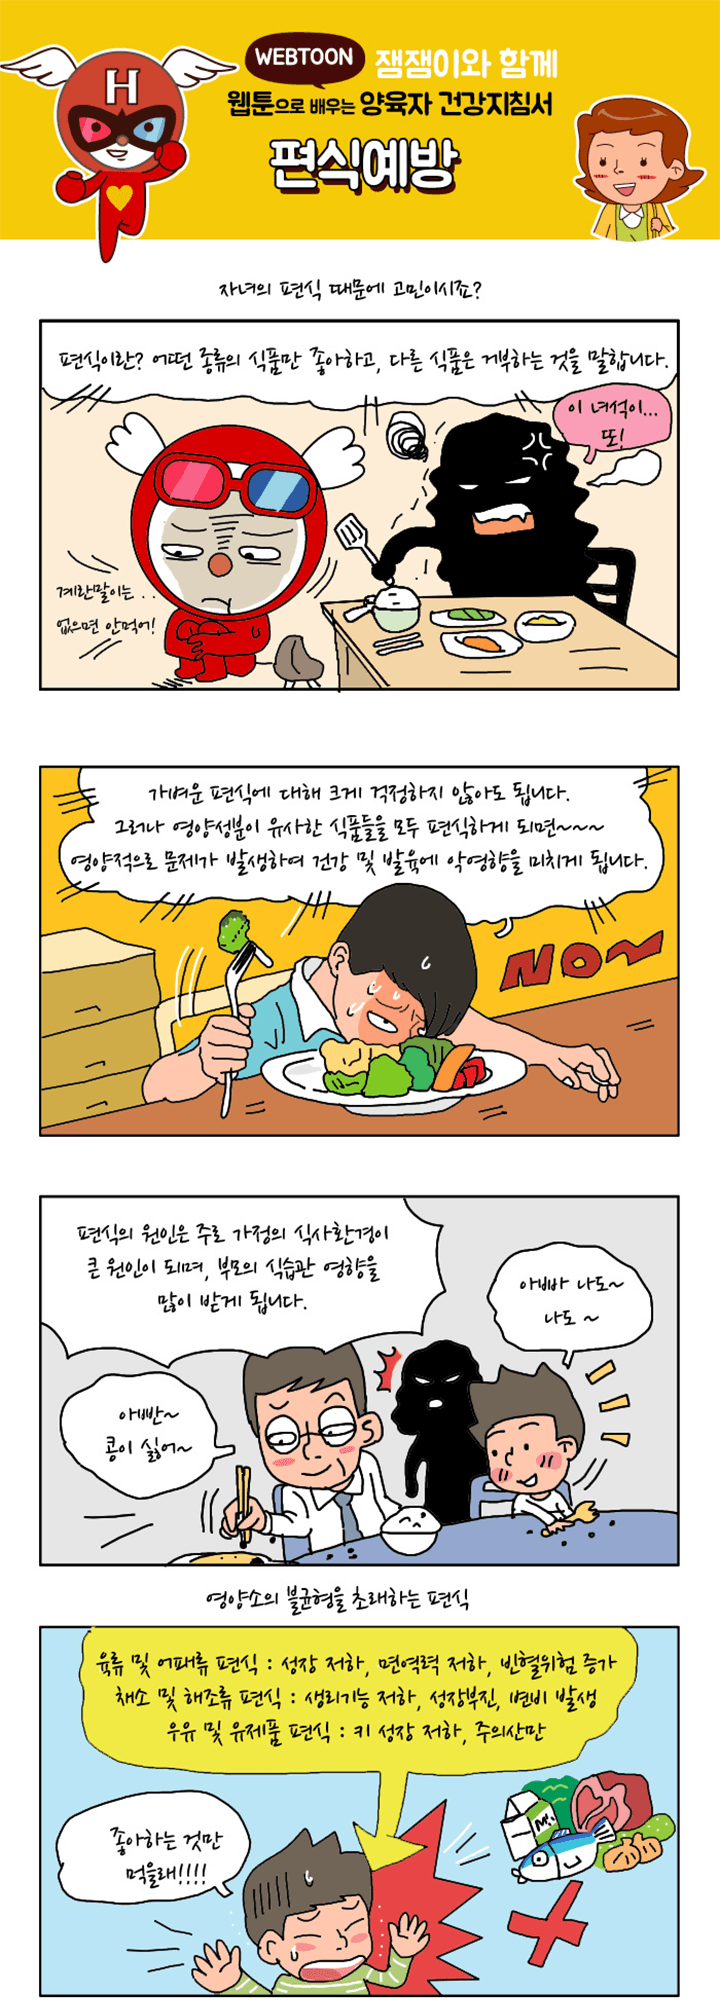 H
WEBTOON 잼잼이와 함께
웹툰으로 배우는 양육자 건강지침서
편식예방
자녀의 편식 때문에 고민이시죠?
편식이란? 어떤 종류의 식품만 좋아하고, 다른 식품은 거부하는 것을 말합니다.
이 녀석이...
또!
계란말이는..
없으면 안먹어!
가벼운 편식에 대해 크게 걱정하지 않아도 됩니다.
그러나 영양성분이 유사한 식품들을 모두 편식하게 되면~~~
영양적으로 문제가 발생하여 건강 및 발육에 악영향을 미치게 됩니다.
NO~
편식의 원인은 주로 가정의 식사환경이
큰 원인이 되며, 부모의 식습관 영향을
많이 받게 됩니다.
아빠 나도~
나도 ~
아빤~
콩이 싫어~
영양소의 불균형을 초래하는 편식
육류 및 어패류 편식 : 성장 저하, 면역력 저하, 빈혈위험 증가
채소 및 해조류 편식 : 생리기능 저하, 성장부진, 변비 발생
우유 및 유제품 편식 : 키 성장 저하, 주의산만
좋아하는 것만
먹을래!!!!